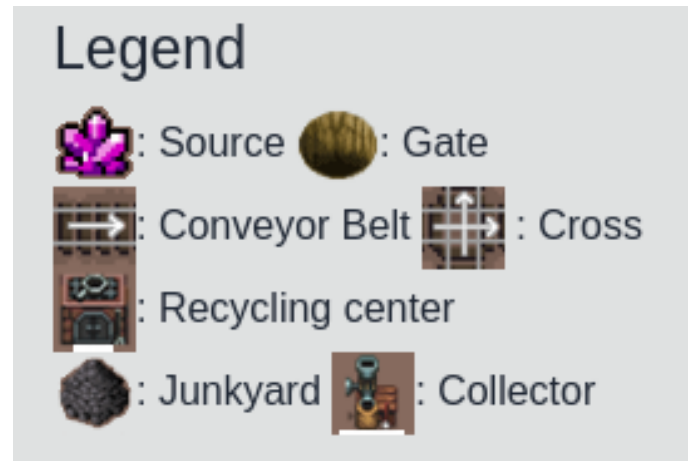 Legend
: Source : Gate
: Conveyor Belt : Cross
: Recycling center
: Junkyard : Collector